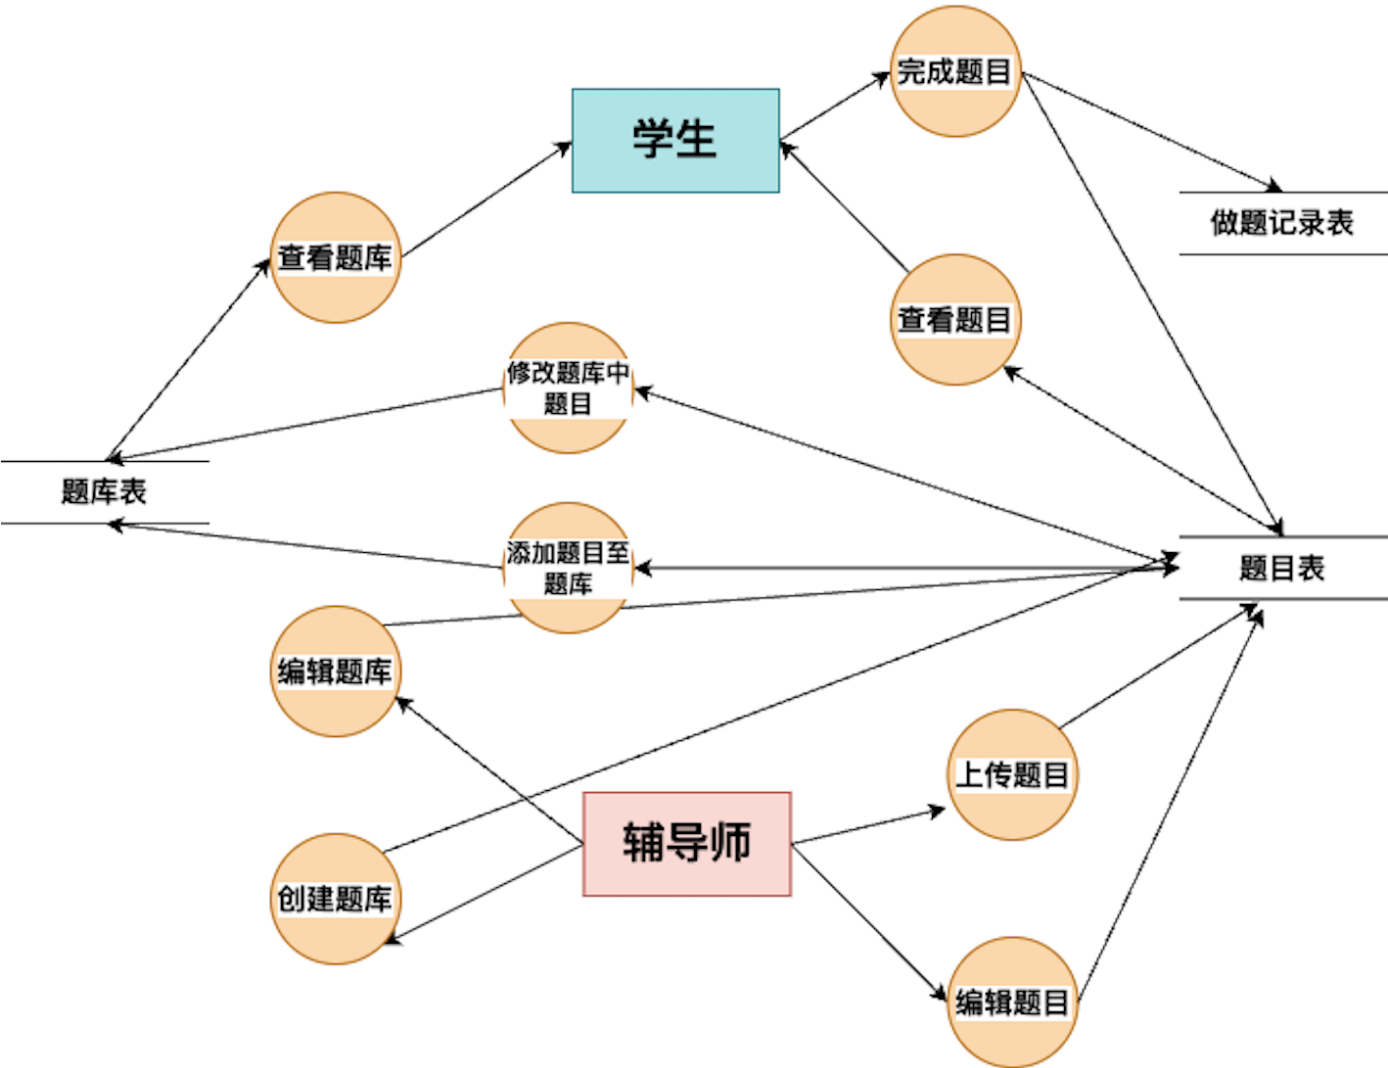 完成题目
学生
做题记录表
查看题库
查看题目
修改题库中
题目
题库表
添加题目至
题库
题目表
编辑题库
上传题目
辅导师
创建题库
编辑题目